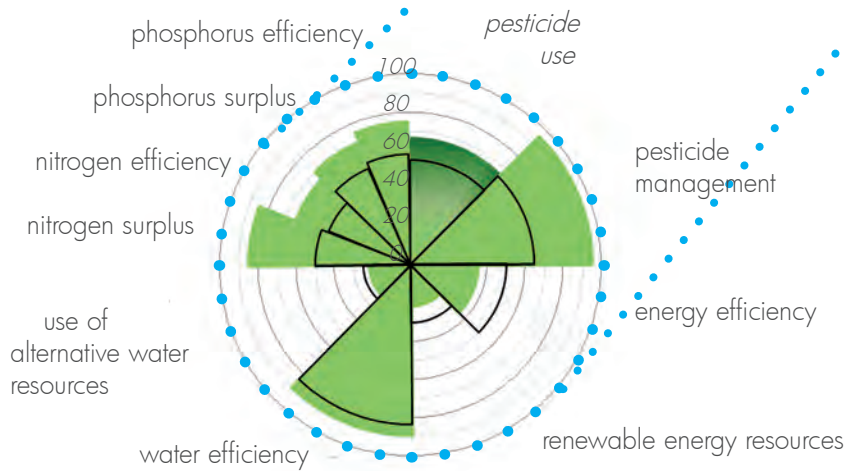 phosphorus efficiency
pesticide
use
100
phosphorus surplus
80
60
nitrogen efficiency
pesticide
management
40
nitrogen surplus
20
0
use of
alternative water
resources
energy efficiency
water efficiency
renewable energy resources